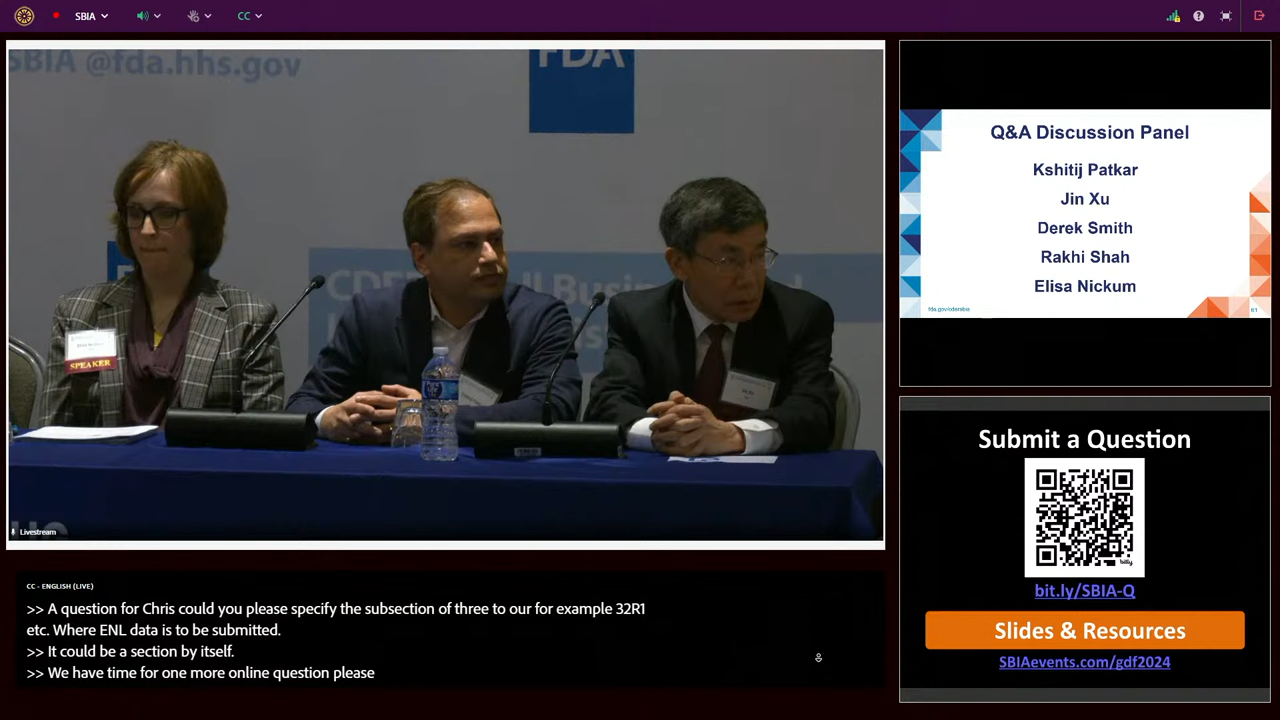 SBIA
CC
SBIA @fda.hhs.gov
FDA
SPEAKER
Livestream
CC - ENGLISH (LIVE)
>> A question for Chris could you please specify the subsection of three to our for example 32R1
etc. Where ENL data is to be submitted.
>> It could be a section by itself.
>> We have time for one more online question please
Q&A Discussion Panel
Kshitij Patkar
Jin Xu
Derek Smith
Rakhi Shah
Elisa Nickum
61
Submit a Question
bitly
bit.ly/SBIA-Q
Slides & Resources
SBIAevents.com/gdf2024